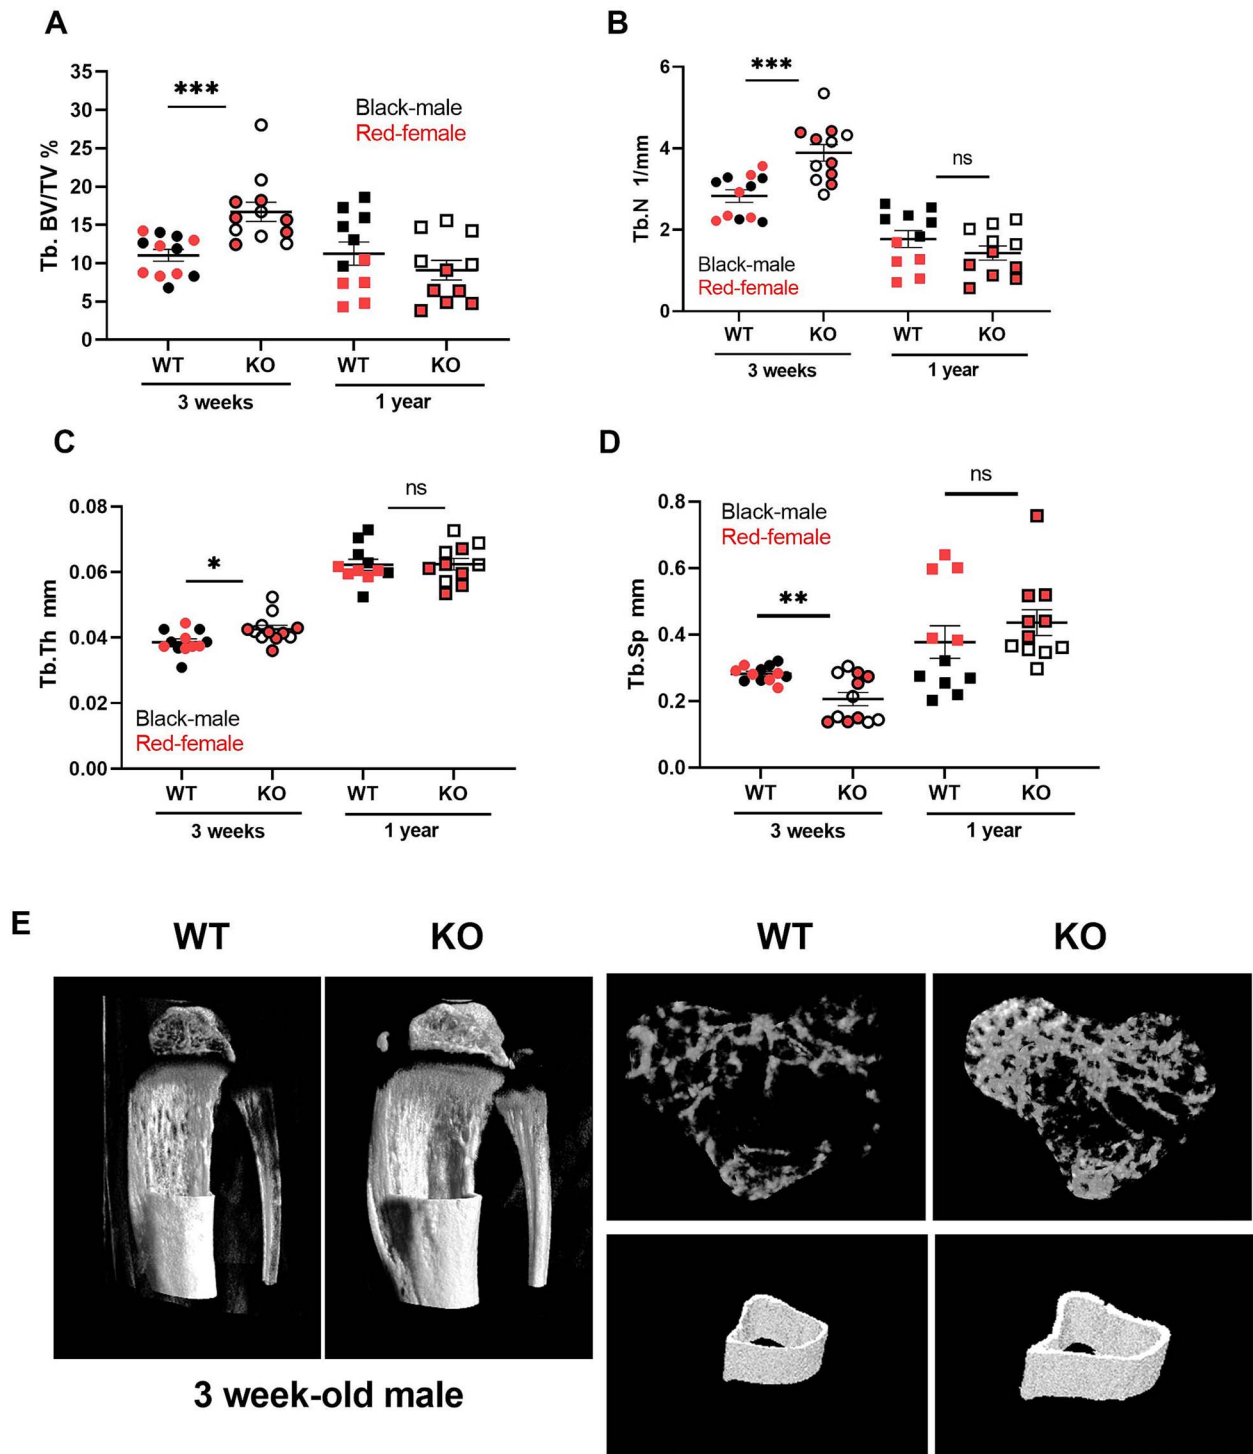 A
Tb. BV/TV %
35
30
25
20
15
10
5
0
***
Black-male
Red-female
WT
KO
WT
KO
3 weeks
1 year
B
Tb.N 1/mm
6
4
2
0
***
ns
Black-male
Red-female
WT
KO
WT
KO
3 weeks
1 year
C
Tb.Th mm
0.08
0.06
0.04
0.02
0.00
*
ns
Black-male
Red-female
WT
KO
WT
KO
3 weeks
1 year
D
Tb.Sp mm
0.8
0.6
0.4
0.2
0.0
Black-male
Red-female
**
ns
WT
KO
WT
KO
3 weeks
1 year
E
WT
KO
WT
KO
3 week-old male